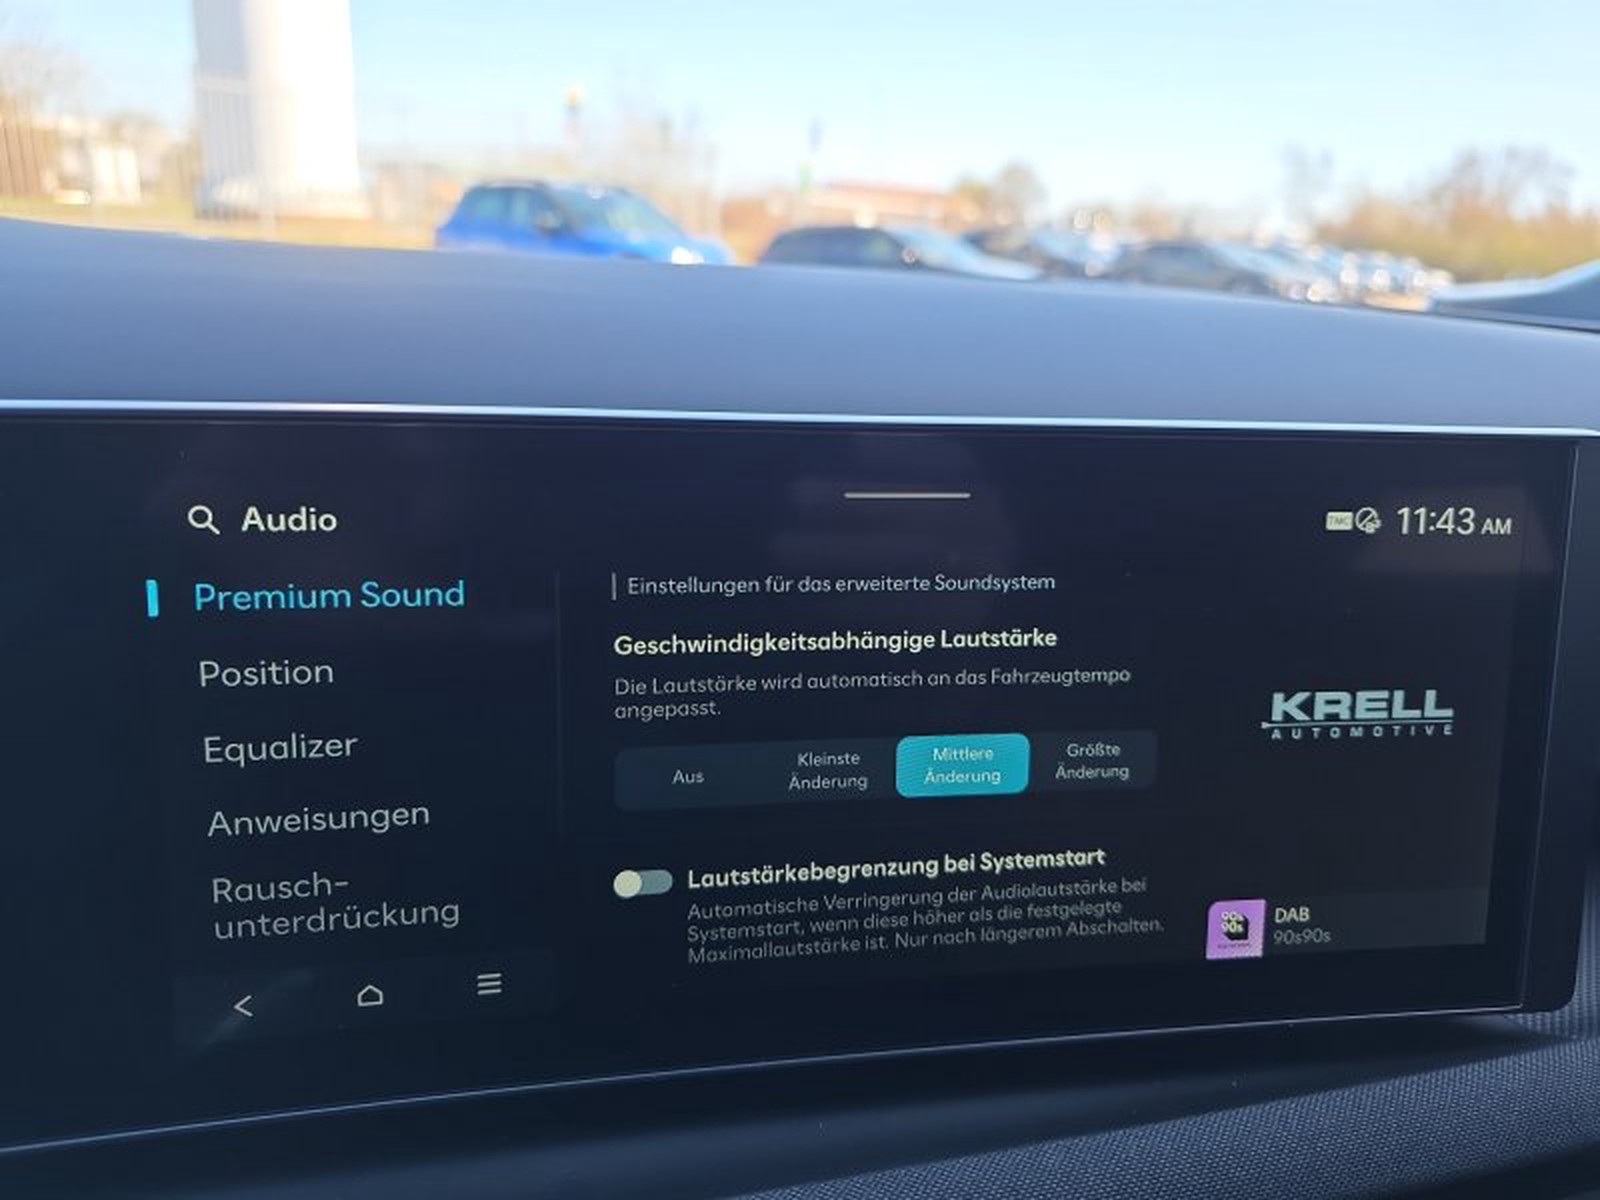 Audio
TMC
11:43 AM
Premium Sound
Position
Equalizer
Anweisungen
Rausch-
unterdrückung
Einstellungen für das erweiterte Soundsystem
Geschwindigkeitsabhängige Lautstärke
Die Lautstärke wird automatisch an das Fahrzeugtempo
angepasst.
Aus
Kleinste
Änderung
Mittlere
Änderung
Größte
Änderung
Lautstärkebegrenzung bei Systemstart
Automatische Verringerung der Audiolautstärke bei
Systemstart, wenn diese höher als die festgelegte
Maximallautstärke ist. Nur nach längerem Abschalten.
KRELL
AUTOMOTIVE
90s
90s
DAB
90s90s